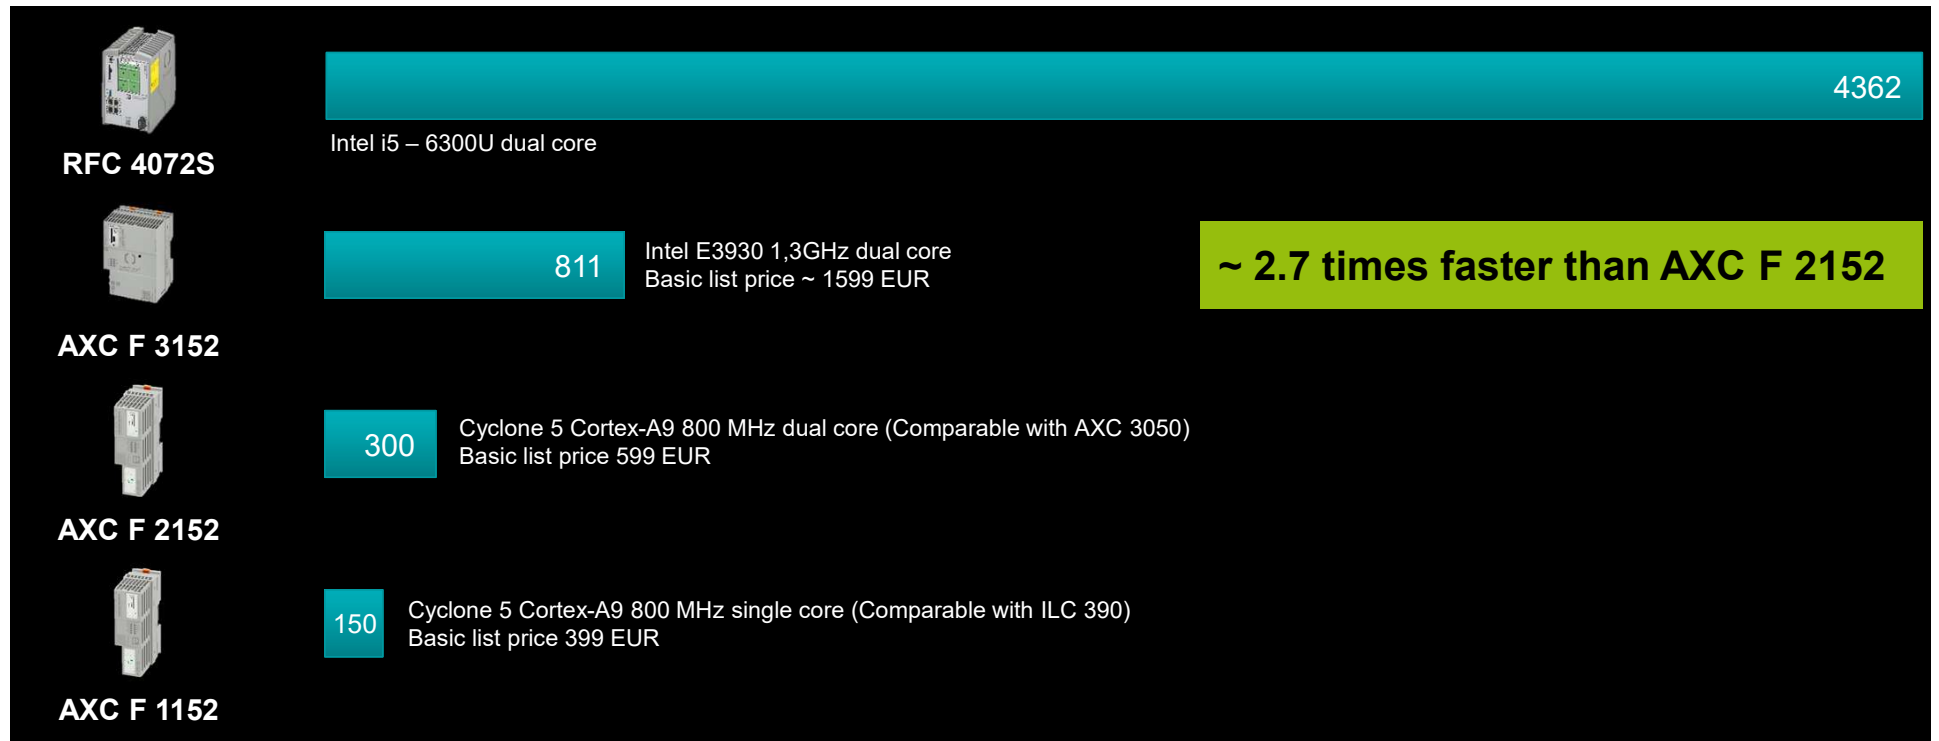 4362
Intel i5 – 6300U dual core
RFC 4072S
811
Intel E3930 1,3GHz dual core
Basic list price ~ 1599 EUR
~ 2.7 times faster than AXC F 2152
AXC F 3152
300
Cyclone 5 Cortex-A9 800 MHz dual core (Comparable with AXC 3050)
Basic list price 599 EUR
AXC F 2152
150
Cyclone 5 Cortex-A9 800 MHz single core (Comparable with ILC 390)
Basic list price 399 EUR
AXC F 1152